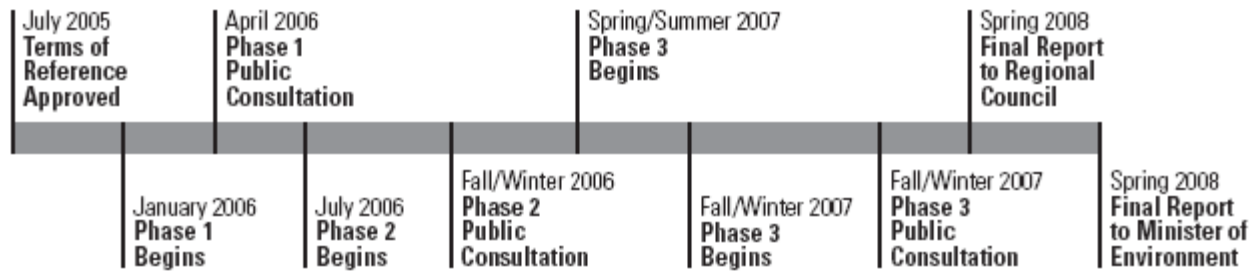 July 2005
Terms of
Reference
Approved
April 2006
Phase 1
Public
Consultation
Spring/Summer 2007
Phase 3
Begins
Spring 2008
Final Report
to Regional
Council
January 2006
Phase 1
Begins
July 2006
Phase 2
Begins
Fall/Winter 2006
Phase 2
Public
Consultation
Fall/Winter 2007
Phase 3
Begins
Fall/Winter 2007
Phase 3
Public
Consultation
Spring 2008
Final Report
to Minister of
Environment